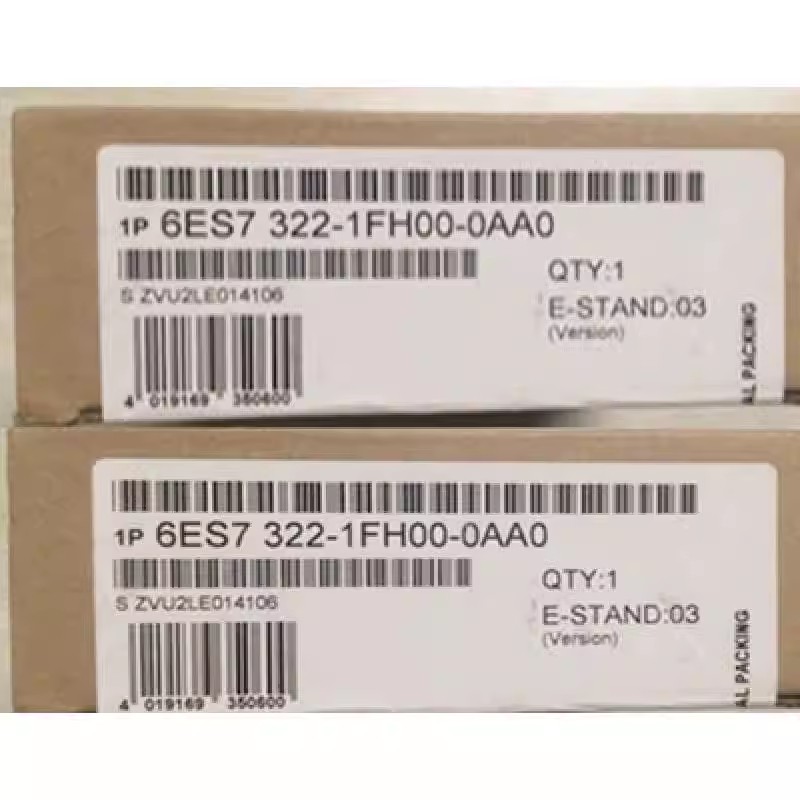 1P 6ES7 322-1FH00-0AA0
S ZVU2LE014106
QTY:1
E-STAND:03
(Version)
AL PACKING
4 019169 350600
1P 6ES7 322-1FH00-0AA0
S ZVU2LE014106
QTY:1
E-STAND:03
(Version)
AL PACKING
4 019169 350600